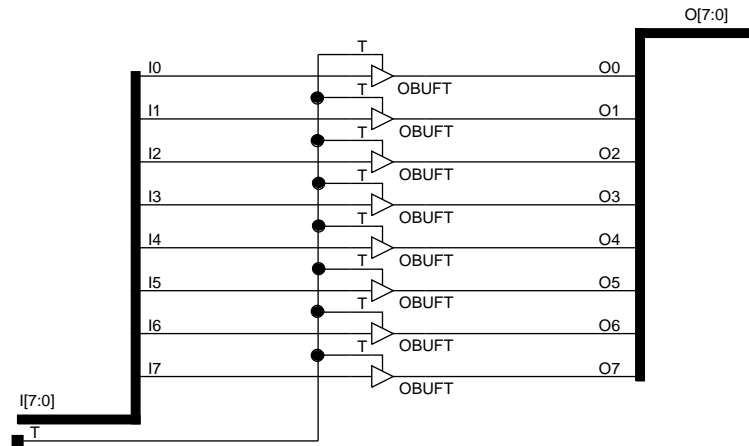 O[7:0]
T
I0 O0
OBUFT
T
I1 O1
OBUFT
T
I2 O2
OBUFT
T
I3 O3
OBUFT
T
I4 O4
OBUFT
T
I5 O5
OBUFT
T
I6 O6
OBUFT
T
I7 O7
OBUFT
I[7:0]
T